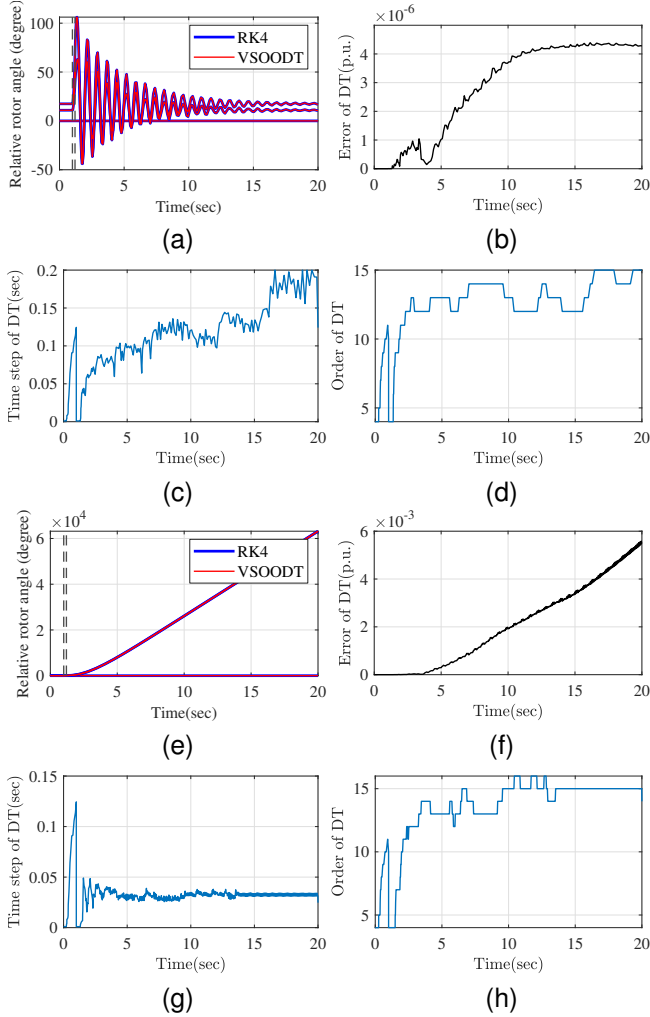 Relative rotor angle (degree)
100
50
0
-50
0 5 10 15 20
Time(sec)
RK4
VSOODT
(a)
×10^-6
Error of DT(p.u.)
4
2
0
0 5 10 15 20
Time(sec)
(b)
Time step of DT(sec)
0.2
0.15
0.1
0.05
0
0 5 10 15 20
Time(sec)
(c)
Order of DT
15
10
5
0 5 10 15 20
Time(sec)
(d)
×10^4
Relative rotor angle (degree)
6
4
2
0
0 5 10 15 20
Time(sec)
RK4
VSOODT
(e)
×10^-3
Error of DT(p.u.)
6
4
2
0
0 5 10 15 20
Time(sec)
(f)
Time step of DT(sec)
0.15
0.1
0.05
0
0 5 10 15 20
Time(sec)
(g)
Order of DT
15
10
5
0 5 10 15 20
Time(sec)
(h)